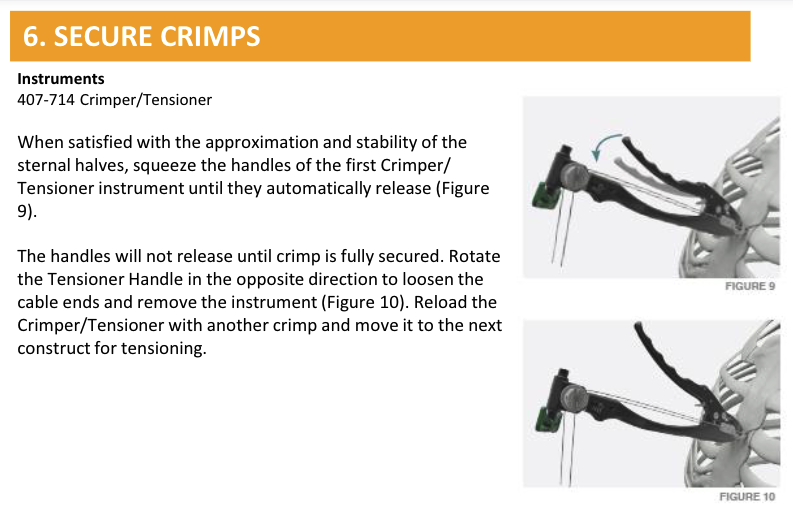 6. SECURE CRIMPS
Instruments
407-714 Crimper/Tensioner
When satisfied with the approximation and stability of the
sternal halves, squeeze the handles of the first Crimper/
Tensioner instrument until they automatically release (Figure
9).
The handles will not release until crimp is fully secured. Rotate
the Tensioner Handle in the opposite direction to loosen the
cable ends and remove the instrument (Figure 10). Reload the
Crimper/Tensioner with another crimp and move it to the next
construct for tensioning.
FIGURE 9
FIGURE 10